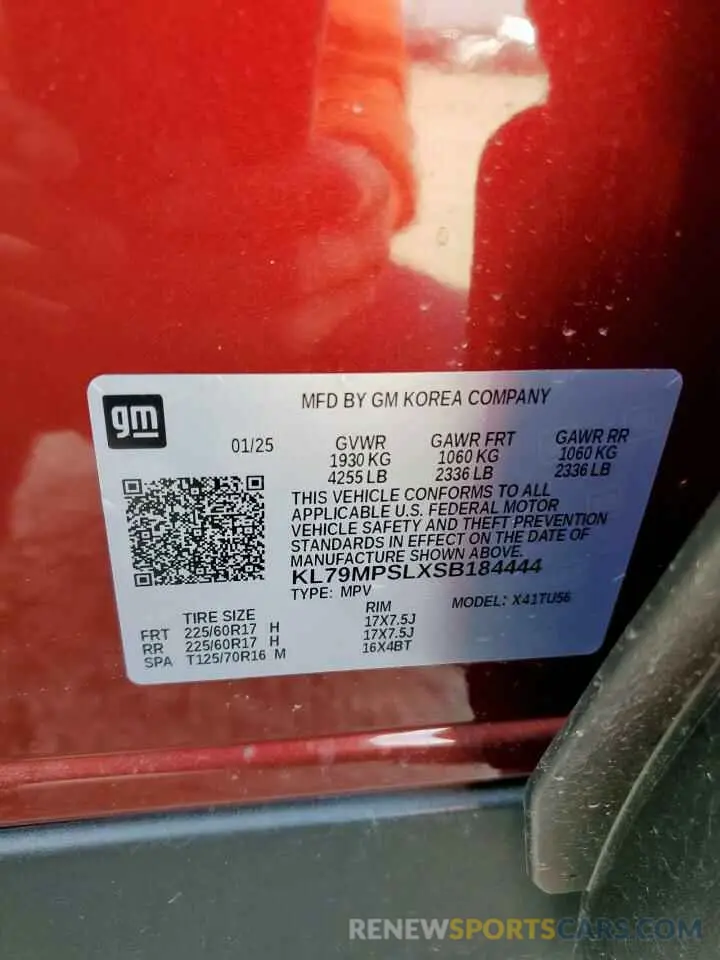 gm
MFD BY GM KOREA COMPANY
01/25 GVWR GAWR FRT GAWR RR
1930 KG 1060 KG 1060 KG
4255 LB 2336 LB 2336 LB
THIS VEHICLE CONFORMS TO ALL
APPLICABLE U.S. FEDERAL MOTOR
VEHICLE SAFETY AND THEFT PREVENTION
STANDARDS IN EFFECT ON THE DATE OF
MANUFACTURE SHOWN ABOVE.
KL79MPSLXSB184444
TYPE: MPV MODEL: X41TU56
TIRE SIZE RIM
FRT 225/60R17 H 17X7.5J
RR 225/60R17 H 17X7.5J
SPA T125/70R16 M 16X4BT
RENEWSPORTSCARS.COM